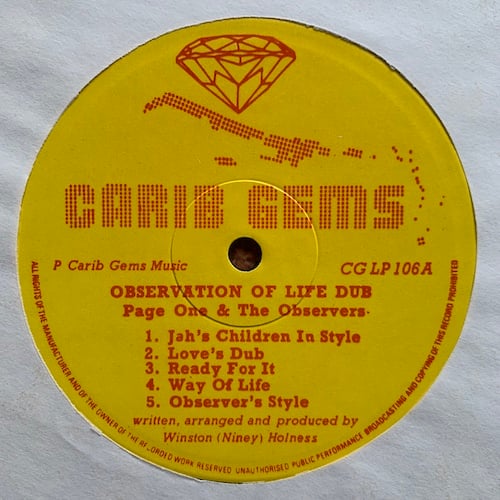 CARIB GEMS
P Carib Gems Music
CG LP 106A
OBSERVATION OF LIFE DUB
Page One & The Observers
1. Jah's Children In Style
2. Love's Dub
3. Ready For It
4. Way Of Life
5. Observer's Style
written, arranged and produced by
Winston (Niney) Holness
ALL RIGHTS OF THE MANUFACTURER AND OF THE OWNER OF THE RECORDED WORK RESERVED UNAUTHORISED PUBLIC PERFORMANCE BROADCASTING AND COPYING OF THIS RECORD PROHIBITED